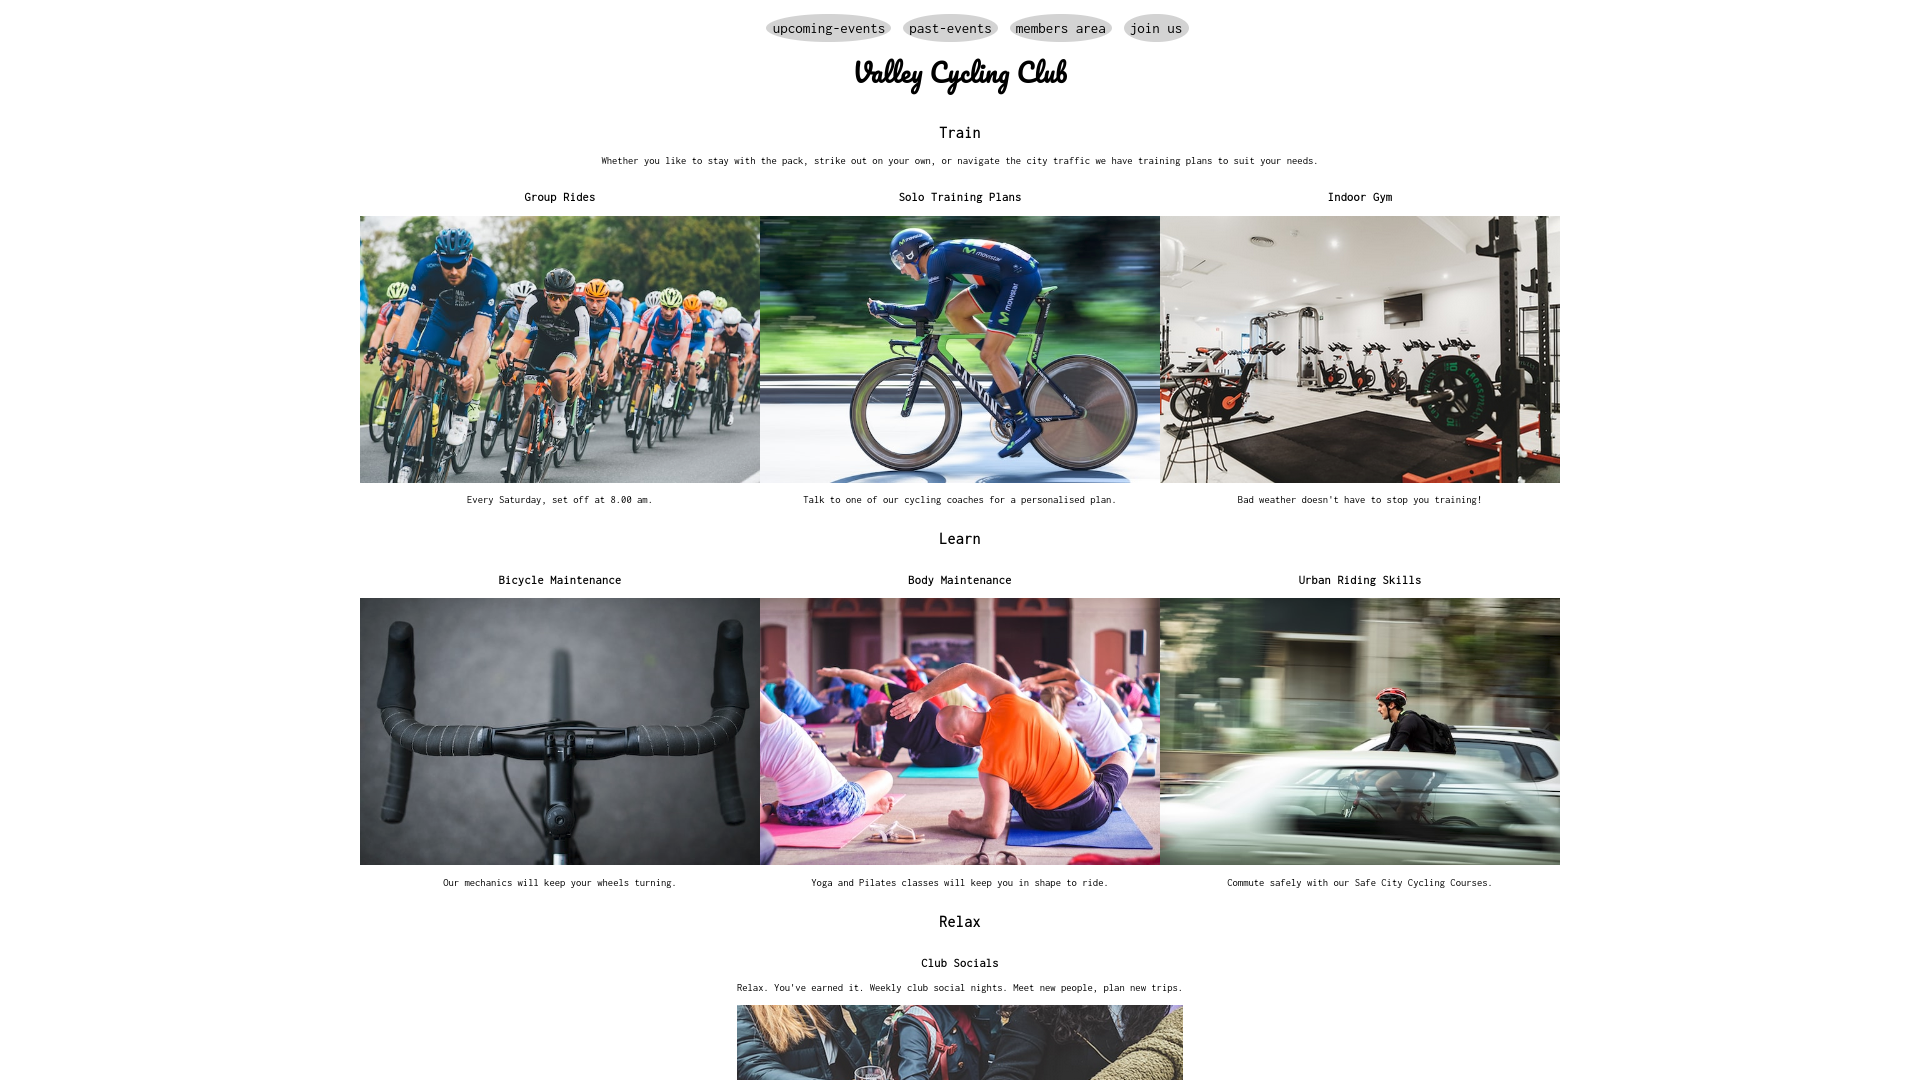 upcoming-events past-events members area join us
Valley Cycling Club
Train
Whether you like to stay with the pack, strike out on your own, or navigate the city traffic we have training plans to suit your needs.
Group Rides Solo Training Plans Indoor Gym
movistar
movistar
movistar
CANYON
Every Saturday, set off at 8.00 am. Talk to one of our cycling coaches for a personalised plan. Bad weather doesn't have to stop you training!
Learn
Bicycle Maintenance Body Maintenance Urban Riding Skills
Our mechanics will keep your wheels turning. Yoga and Pilates classes will keep you in shape to ride. Commute safely with our Safe City Cycling Courses.
Relax
Club Socials
Relax. You've earned it. Weekly club social nights. Meet new people, plan new trips.